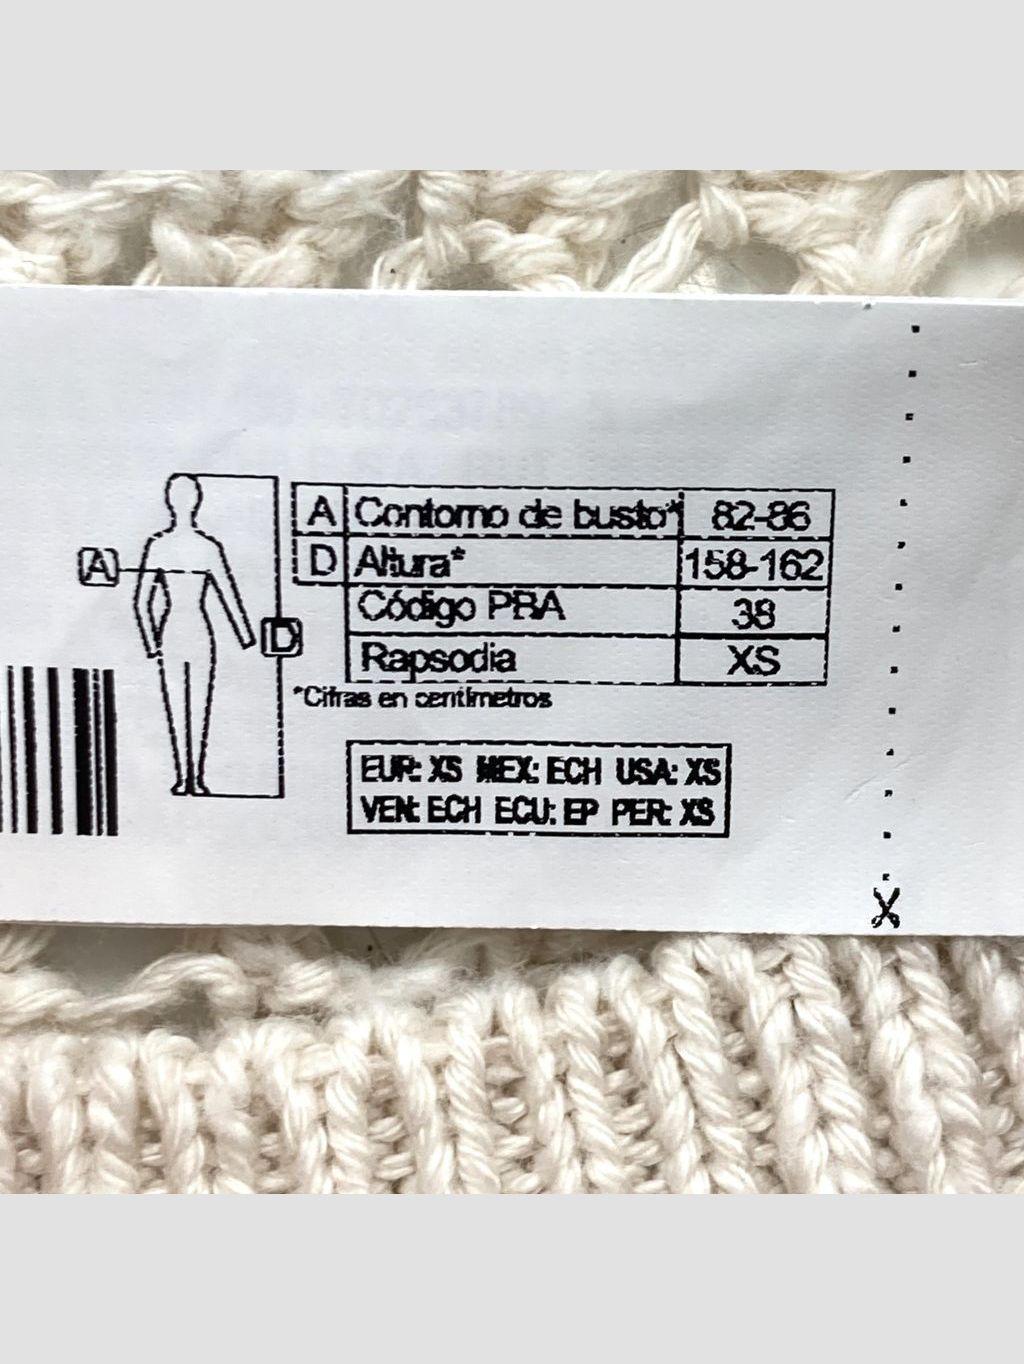 A Contorno de busto* 82-86
A D Altura* 158-162
Código PBA 38
D Rapsodia XS
*Cifras en centímetros
EUR: XS MEX: ECH USA: XS
VEN: ECH ECU: EP PER: XS